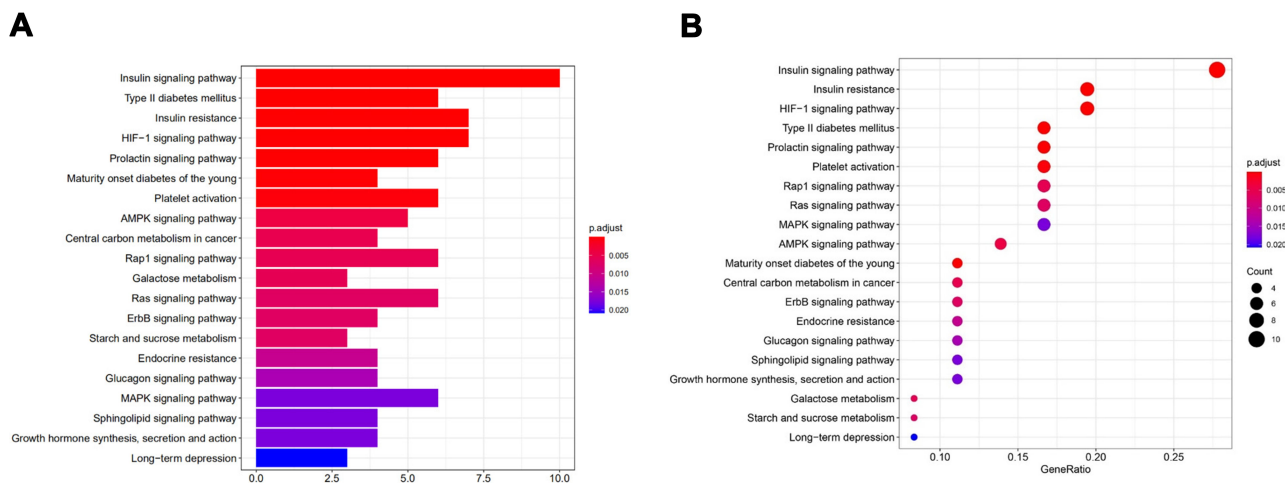 A
Insulin signaling pathway
Type II diabetes mellitus
Insulin resistance
HIF−1 signaling pathway
Prolactin signaling pathway
Maturity onset diabetes of the young
Platelet activation
AMPK signaling pathway
Central carbon metabolism in cancer
Rap1 signaling pathway
Galactose metabolism
Ras signaling pathway
ErbB signaling pathway
Starch and sucrose metabolism
Endocrine resistance
Glucagon signaling pathway
MAPK signaling pathway
Sphingolipid signaling pathway
Growth hormone synthesis, secretion and action
Long−term depression
0.0 2.5 5.0 7.5 10.0
p.adjust
0.005
0.010
0.015
0.020
B
Insulin signaling pathway
Insulin resistance
HIF−1 signaling pathway
Type II diabetes mellitus
Prolactin signaling pathway
Platelet activation
Rap1 signaling pathway
Ras signaling pathway
MAPK signaling pathway
AMPK signaling pathway
Maturity onset diabetes of the young
Central carbon metabolism in cancer
ErbB signaling pathway
Endocrine resistance
Glucagon signaling pathway
Sphingolipid signaling pathway
Growth hormone synthesis, secretion and action
Galactose metabolism
Starch and sucrose metabolism
Long−term depression
0.10 0.15 0.20 0.25
GeneRatio
p.adjust
0.005
0.010
0.015
0.020
Count
4
6
8
10